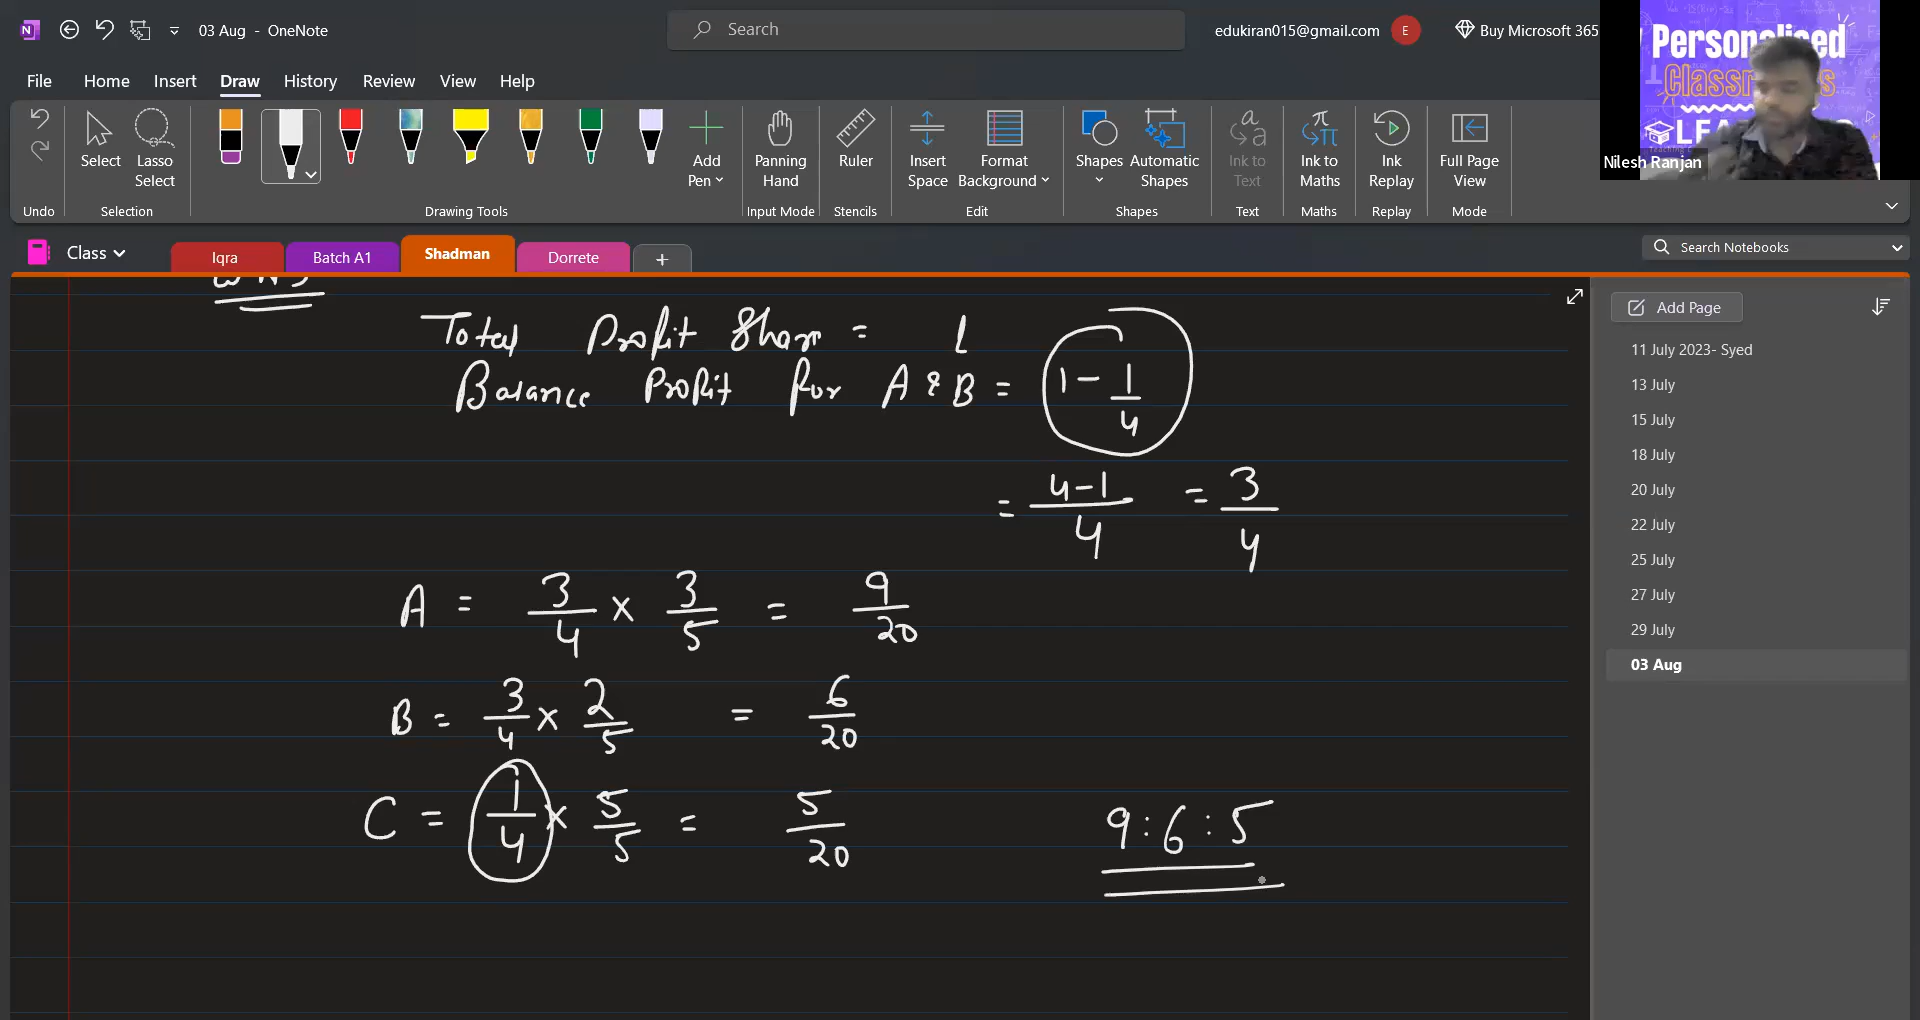 03 Aug - OneNote
Search
edukiran015@gmail.com
E
Buy Microsoft 365
Personalised
Nilesh Ranjan
File Home Insert Draw History Review View Help
Select
Lasso Select
Add Pen
Panning Hand
Ruler
Insert Space
Format Background
Shapes
Automatic Shapes
Ink to Text
Ink to Maths
Ink Replay
Full Page View
Undo Selection Drawing Tools Input Mode Stencils Edit Shapes Text Maths Replay Mode
Class
Iqra Batch A1 Shadman Dorrete +
Search Notebooks
Add Page
11 July 2023- Syed
13 July
15 July
18 July
20 July
22 July
25 July
27 July
29 July
03 Aug
Total Profit Share = 1
Balance Profit for A & B = 1 - 1/4
= 4-1/4 = 3/4
A = 3/4 × 3/5 = 9/20
B = 3/4 × 2/5 = 6/20
C = 1/4 × 5/5 = 5/20
9:6:5